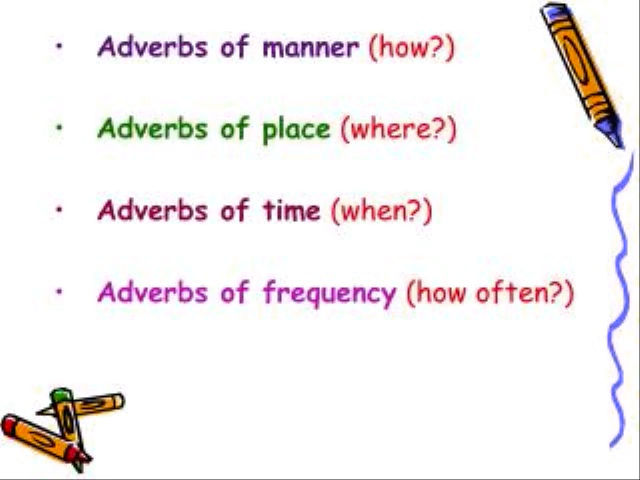 • Adverbs of manner (how?)
• Adverbs of place (where?)
• Adverbs of time (when?)
• Adverbs of frequency (how often?)